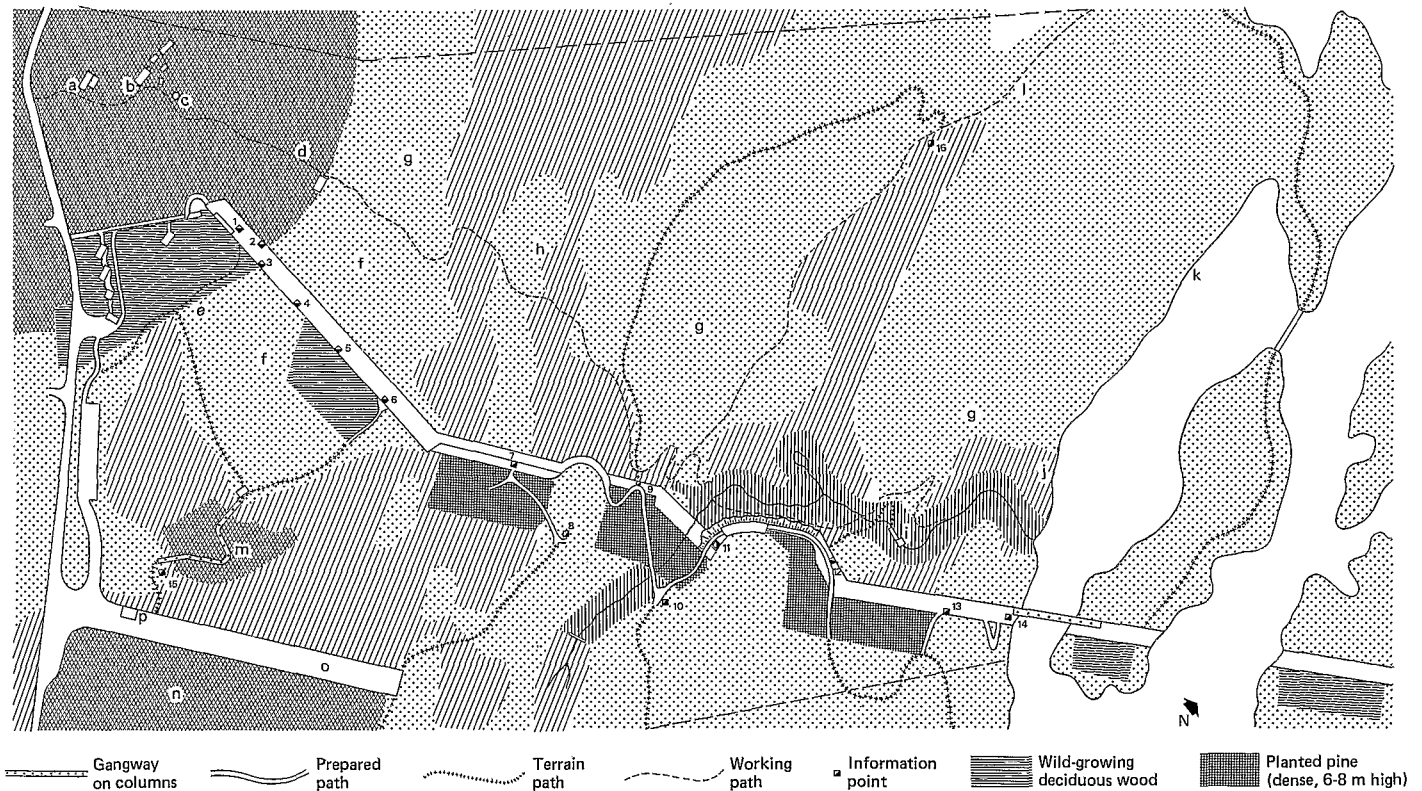 a
b
c
d
g
l
16
1
2
3
h
k
f
e
4
g
f
5
6
g
7
j
9
8
11
m
12
15
10
13
14
p
o
n
N
Gangway on columns
Prepared path
Terrain path
Working path
Information point
Wild-growing deciduous wood
Planted pine (dense, 6-8 m high)